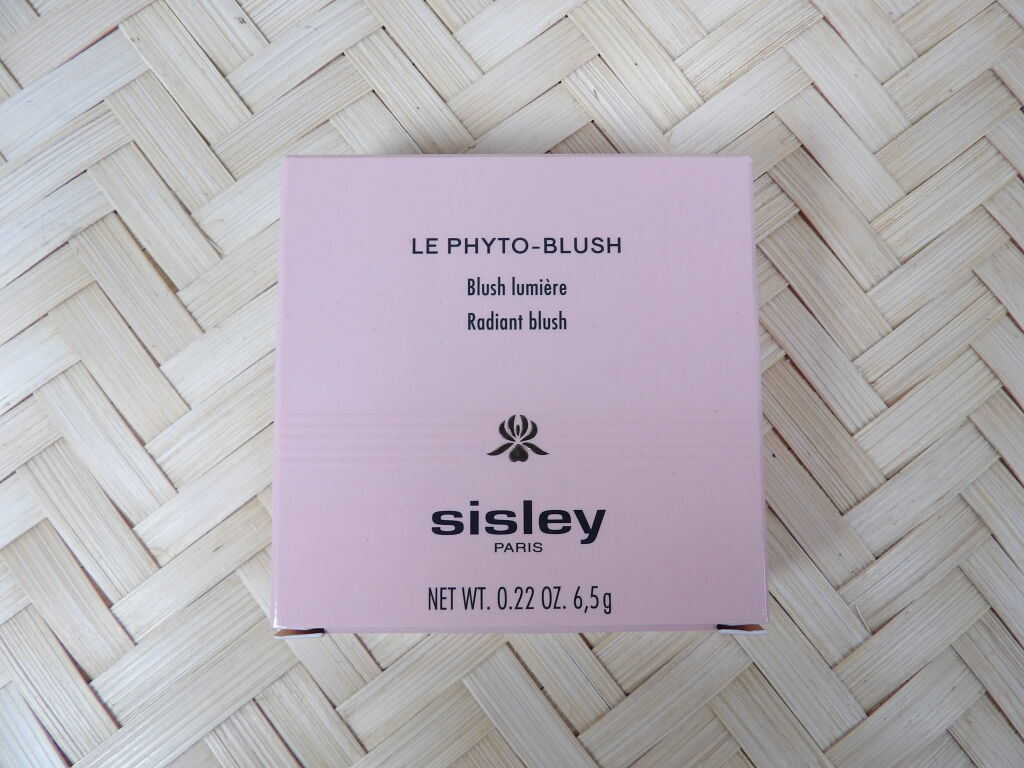 LE PHYTO-BLUSH
Blush lumière
Radiant blush
sisley
PARIS
NET WT. 0.22 OZ. 6,5g